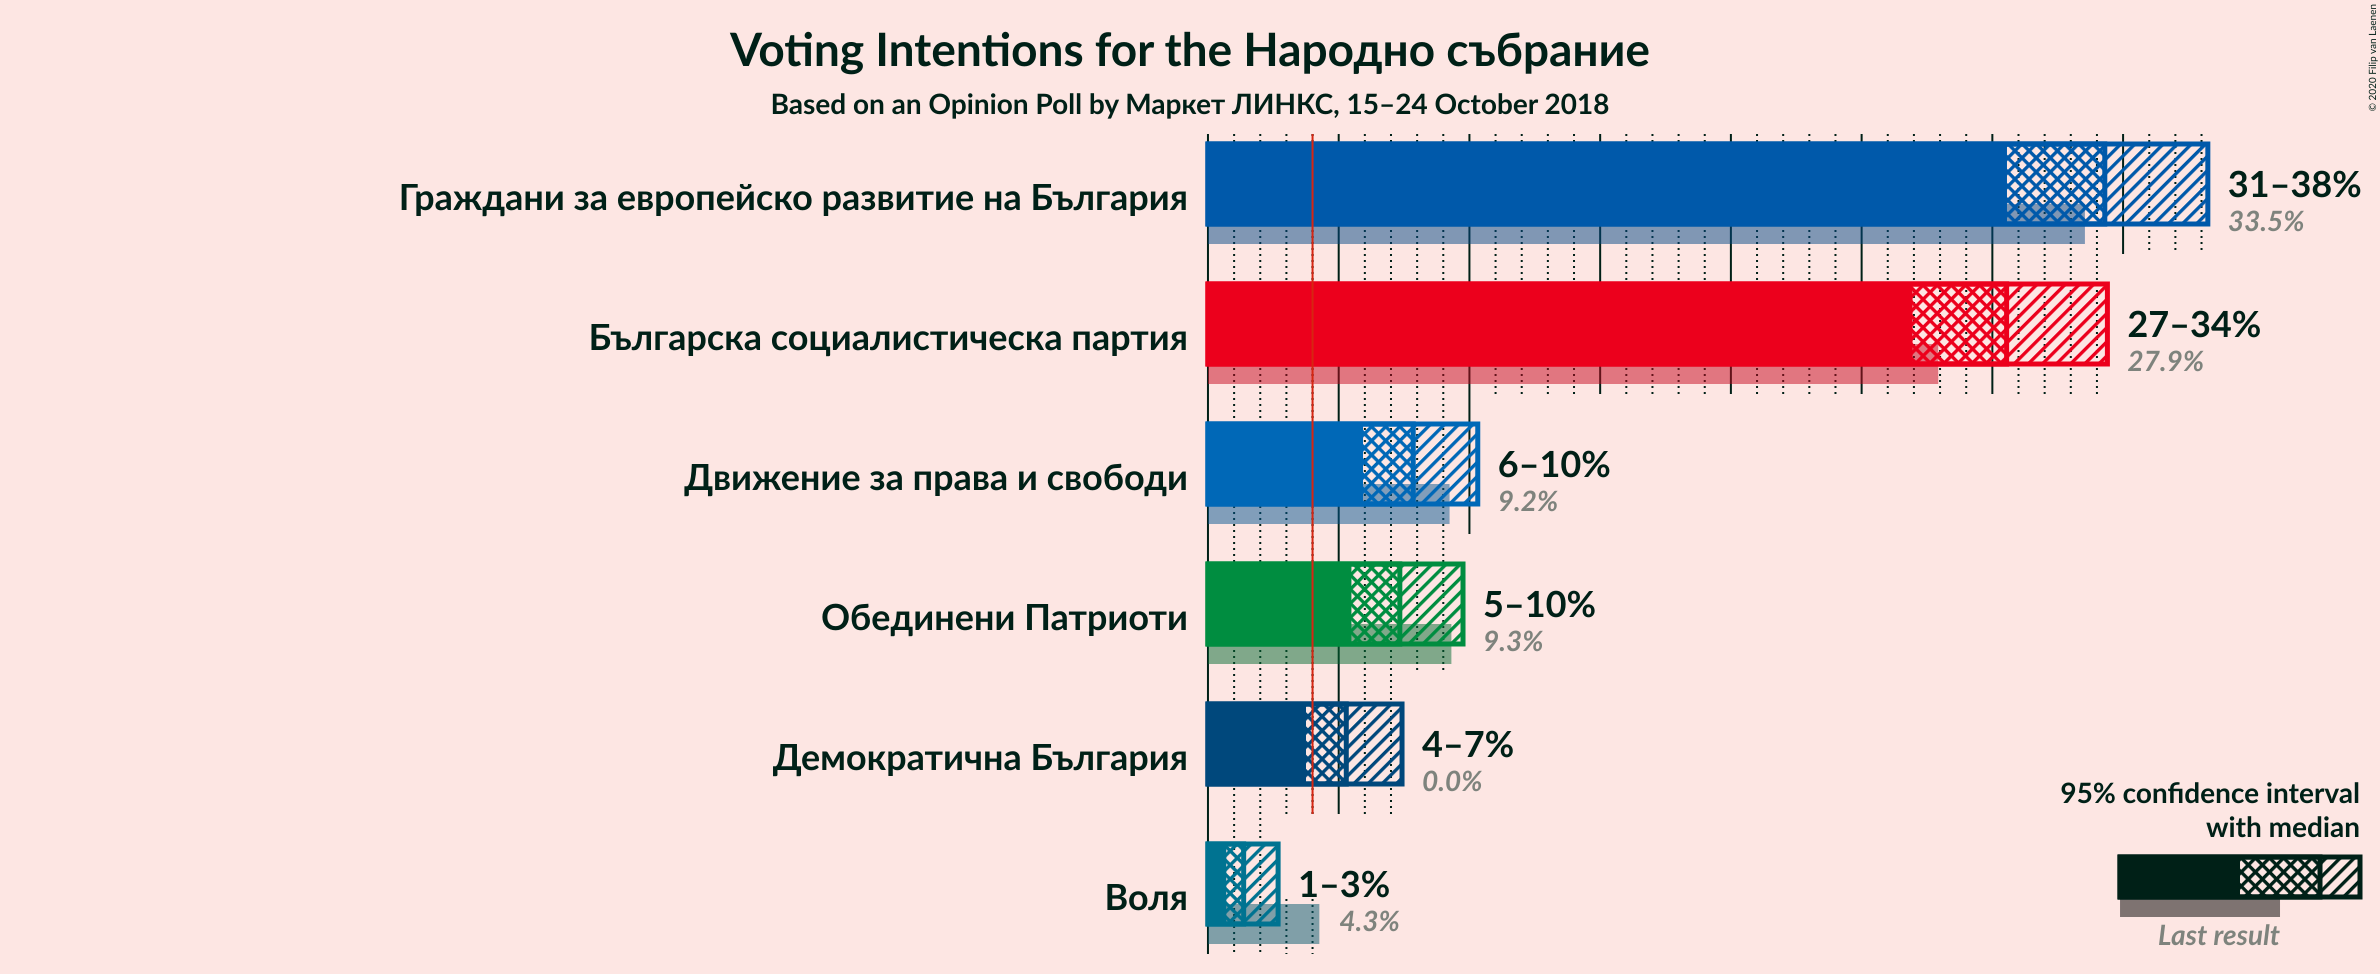 Voting Intentions for the Народно събрание
Based on an Opinion Poll by Маркет ЛИНКС, 15–24 October 2018
© 2020 Filip van Laenen
Граждани за европейско развитие на България
31–38%
33.5%
Българска социалистическа партия
27–34%
27.9%
Движение за права и свободи
6–10%
9.2%
Обединени Патриоти
5–10%
9.3%
Демократична България
4–7%
0.0%
Воля
1–3%
4.3%
95% confidence interval
with median
Last result